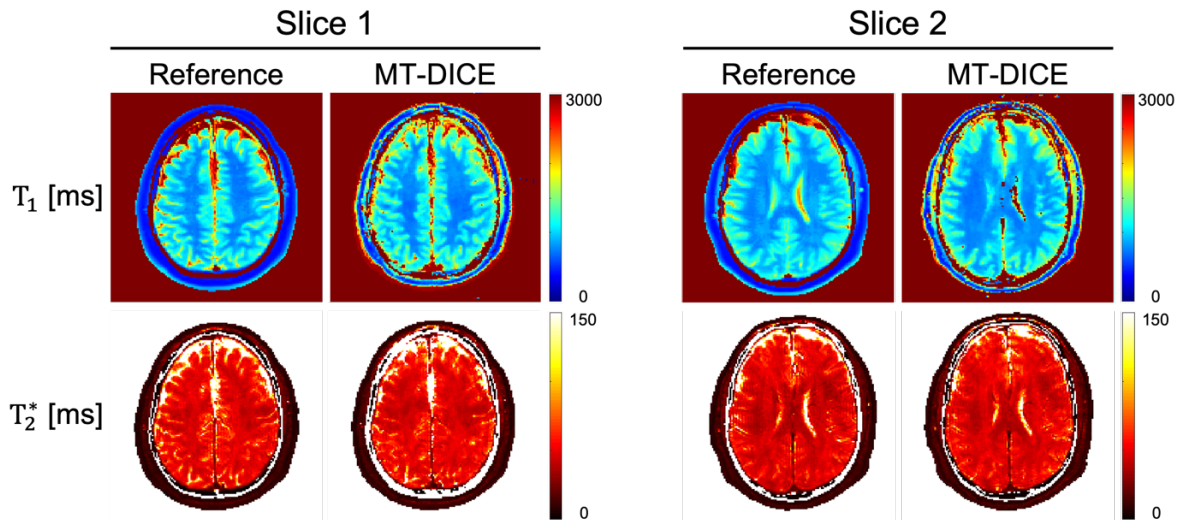 Slice 1
Slice 2
Reference MT-DICE
Reference MT-DICE
T₁ [ms]
3000
0
3000
0
T₂* [ms]
150
0
150
0